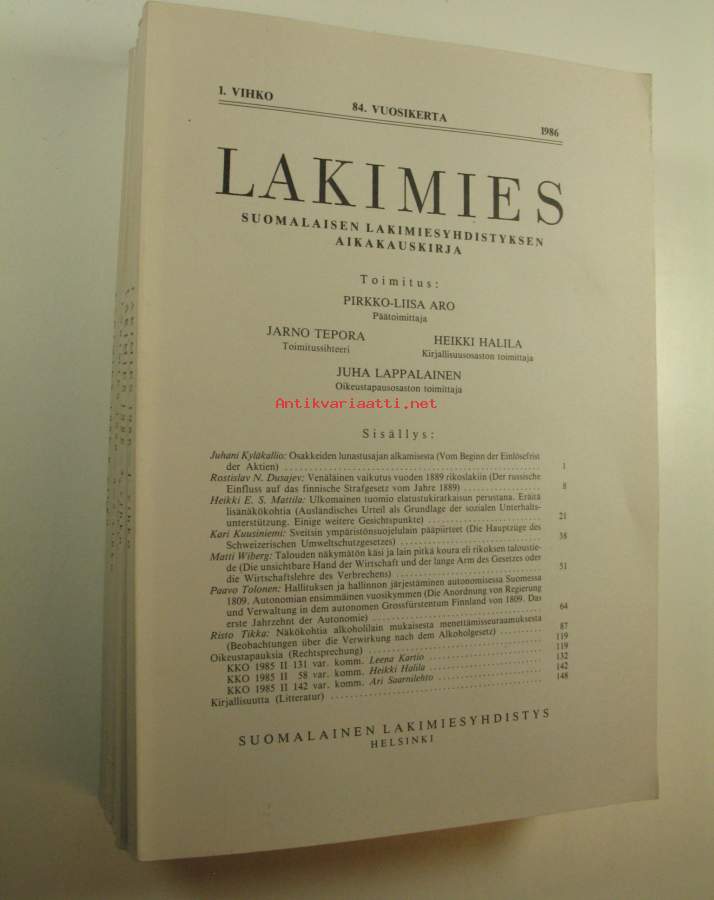 1. VIHKO 84. VUOSIKERTA 1986
LAKIMIES
SUOMALAISEN LAKIMIESYHDISTYKSEN
AIKAKAUSKIRJA
Toimitus:
PIRKKO-LIISA ARO
Päätoimittaja
JARNO TEPORA HEIKKI HALILA
Toimitussihteeri Kirjallisuusosaston toimittaja
JUHA LAPPALAINEN
Oikeustapausosaston toimittaja
Antikvariaatti.net
Sisällys:
Juhani Kyläkallio: Osakkeiden lunastusajan alkamisesta (Vom Beginn der Einlösefrist
der Aktien) 1
Rostislav N. Dusajev: Venäläinen vaikutus vuoden 1889 rikoslakiin (Der russische
Einfluss auf das finnische Strafgesetz vom Jahre 1889) 8
Heikki E. S. Mattila: Ulkomainen tuomio elatustukiratkaisun perustana. Eräitä
lisänäkökohtia (Ausländisches Urteil als Grundlage der sozialen Unterhalts-
unterstützung. Einige weitere Gesichtspunkte) 21
Kari Kuusiniemi: Sveitsin ympäristönsuojelulain pääpiirteet (Die Hauptzüge des
Schweizerischen Umweltschutzgesetzes) 38
Matti Wiberg: Talouden näkymätön käsi ja lain pitkä koura eli rikoksen taloustie-
de (Die unsichtbare Hand der Wirtschaft und der lange Arm des Gesetzes oder
die Wirtschaftslehre des Verbrechens) 51
Paavo Tolonen: Hallituksen ja hallinnon järjestäminen autonomisessa Suomessa
1809. Autonomian ensimmäinen vuosikymmen (Die Anordnung von Regierung
und Verwaltung in dem autonomen Grossfürstentum Finnland von 1809. Das
erste Jahrzehnt der Autonomie) 64
Risto Tikka: Näkökohtia alkoholilain mukaisesta menettämisseuraamuksesta
(Beobachtungen über die Verwirkung nach dem Alkoholgesetz) 87
Oikeustapauksia (Rechtsprechung) 119
KKO 1985 II 131 var. komm. Leena Kartio 119
KKO 1985 II 58 var. komm. Heikki Halila 132
KKO 1985 II 142 var. komm. Ari Saarnilehto 142
Kirjallisuutta (Litteratur) 148
SUOMALAINEN LAKIMIESYHDISTYS
HELSINKI